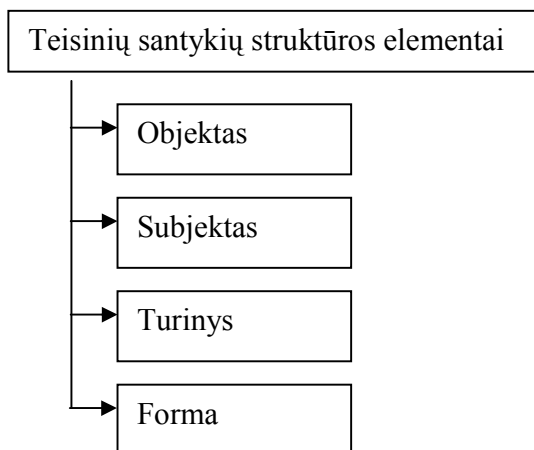 Teisinių santykių struktūros elementai
Objektas
Subjektas
Turinys
Forma